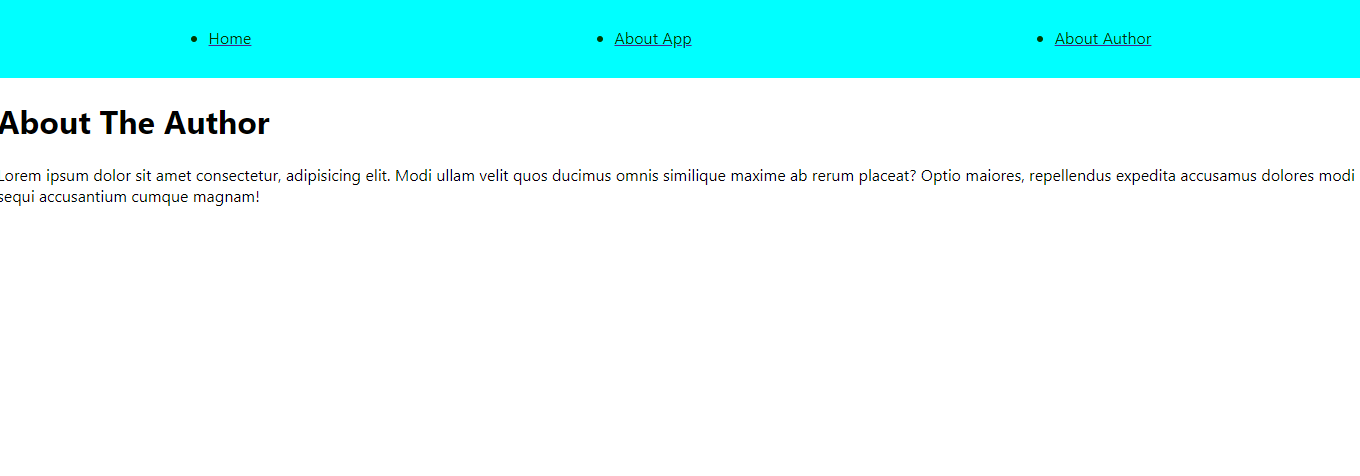 Home
About App
About Author
About The Author
Lorem ipsum dolor sit amet consectetur, adipisicing elit. Modi ullam velit quos ducimus omnis similique maxime ab rerum placeat? Optio maiores, repellendus expedita accusamus dolores modi
sequi accusantium cumque magnam!